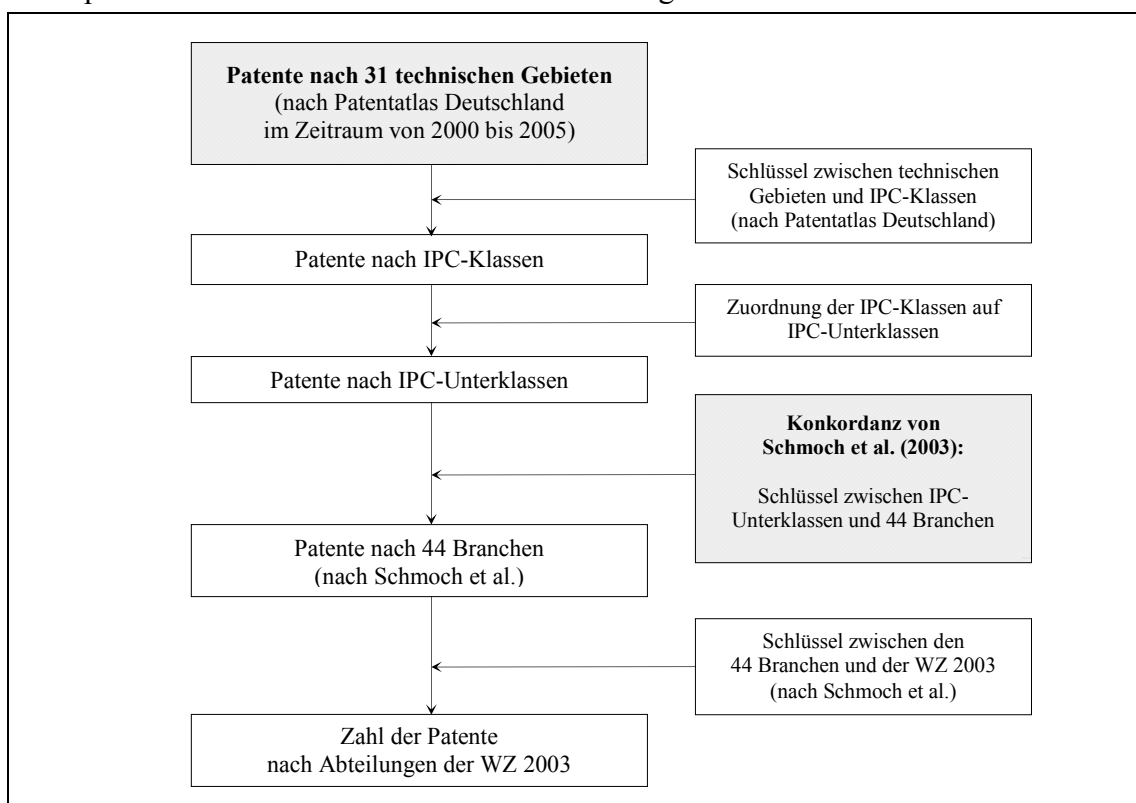 Patente nach 31 technischen Gebieten
(nach Patentatlas Deutschland
im Zeitraum von 2000 bis 2005)
Schlüssel zwischen technischen
Gebieten und IPC-Klassen
(nach Patentatlas Deutschland)
Patente nach IPC-Klassen
Zuordnung der IPC-Klassen auf
IPC-Unterklassen
Patente nach IPC-Unterklassen
Konkordanz von
Schmoch et al. (2003):
Schlüssel zwischen IPC-
Unterklassen und 44 Branchen
Patente nach 44 Branchen
(nach Schmoch et al.)
Schlüssel zwischen den
44 Branchen und der WZ 2003
(nach Schmoch et al.)
Zahl der Patente
nach Abteilungen der WZ 2003